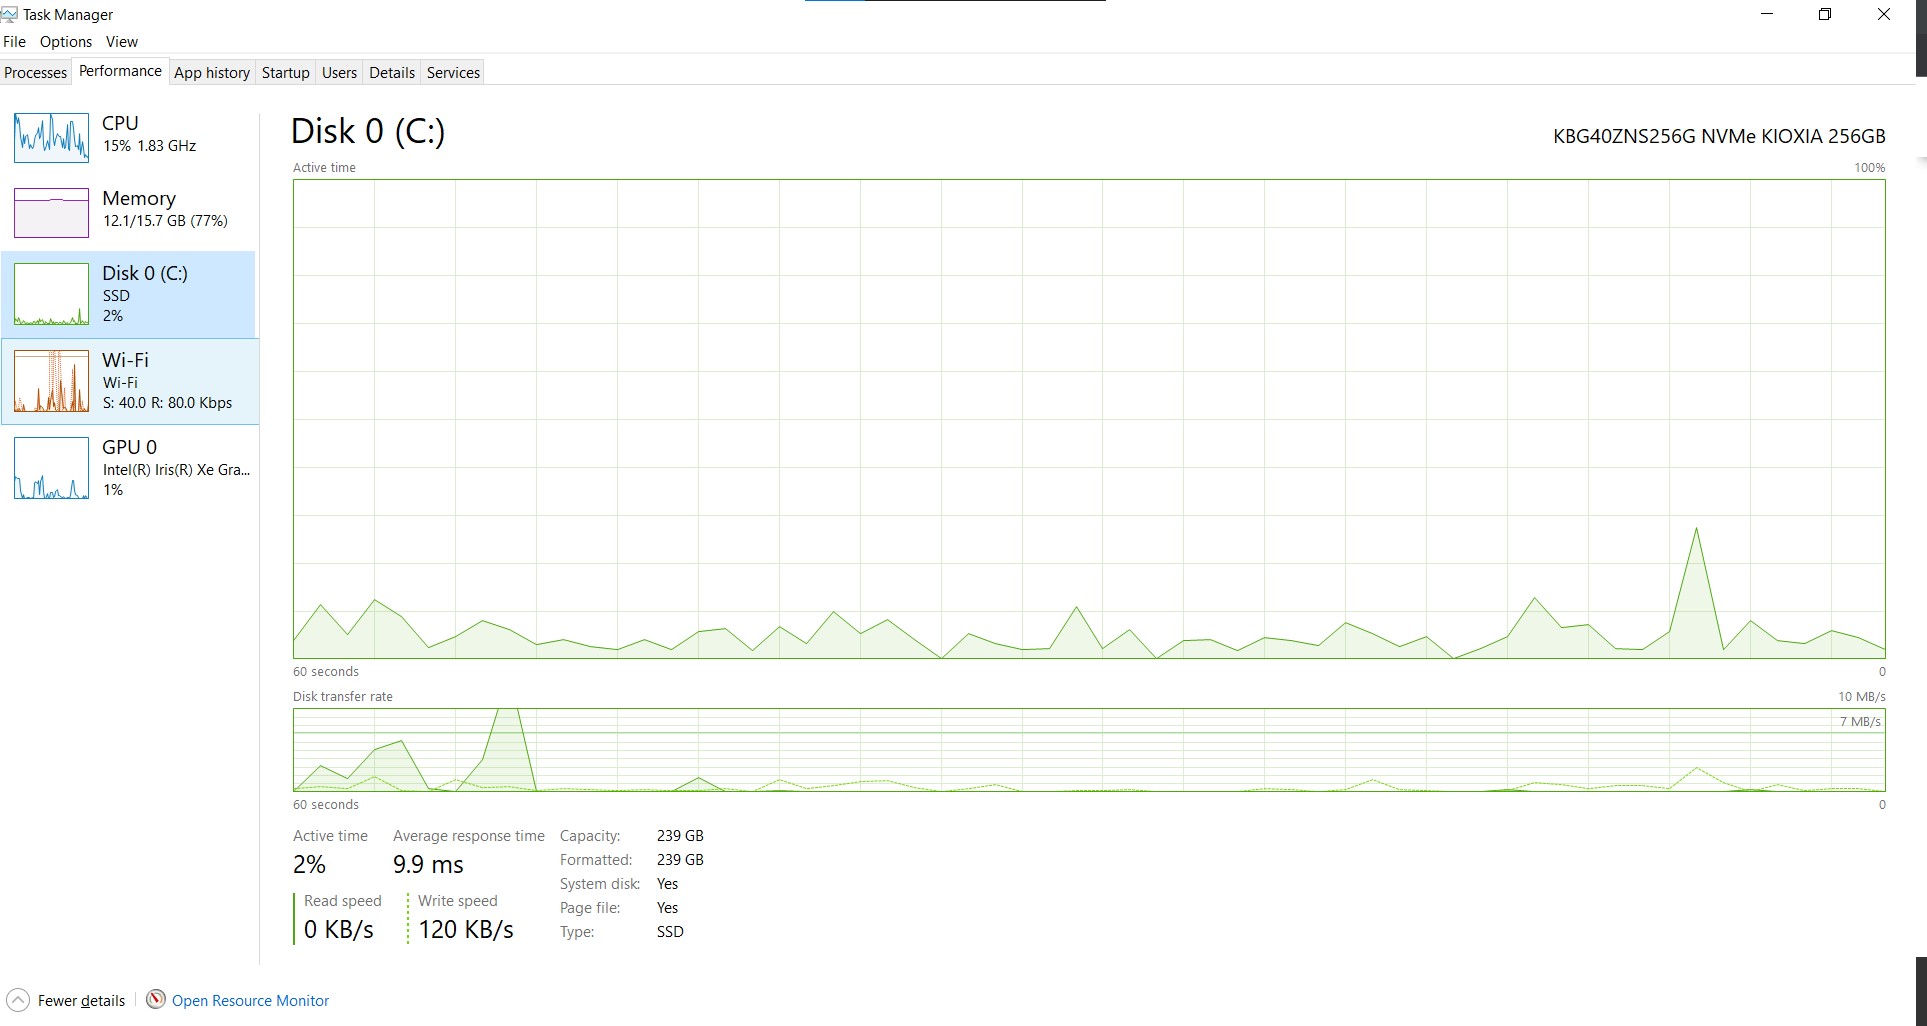 Task Manager
File Options View
Processes Performance App history Startup Users Details Services
CPU
15% 1.83 GHz
Memory
12.1/15.7 GB (77%)
Disk 0 (C:)
SSD
2%
Wi-Fi
Wi-Fi
S: 40.0 R: 80.0 Kbps
GPU 0
Intel(R) Iris(R) Xe Gra...
1%
Disk 0 (C:)
KBG40ZNS256G NVMe KIOXIA 256GB
Active time 100%
60 seconds 0
Disk transfer rate 10 MB/s
7 MB/s
60 seconds 0
Active time
2%
Average response time
9.9 ms
Read speed
0 KB/s
Write speed
120 KB/s
Capacity: 239 GB
Formatted: 239 GB
System disk: Yes
Page file: Yes
Type: SSD
Fewer details Open Resource Monitor